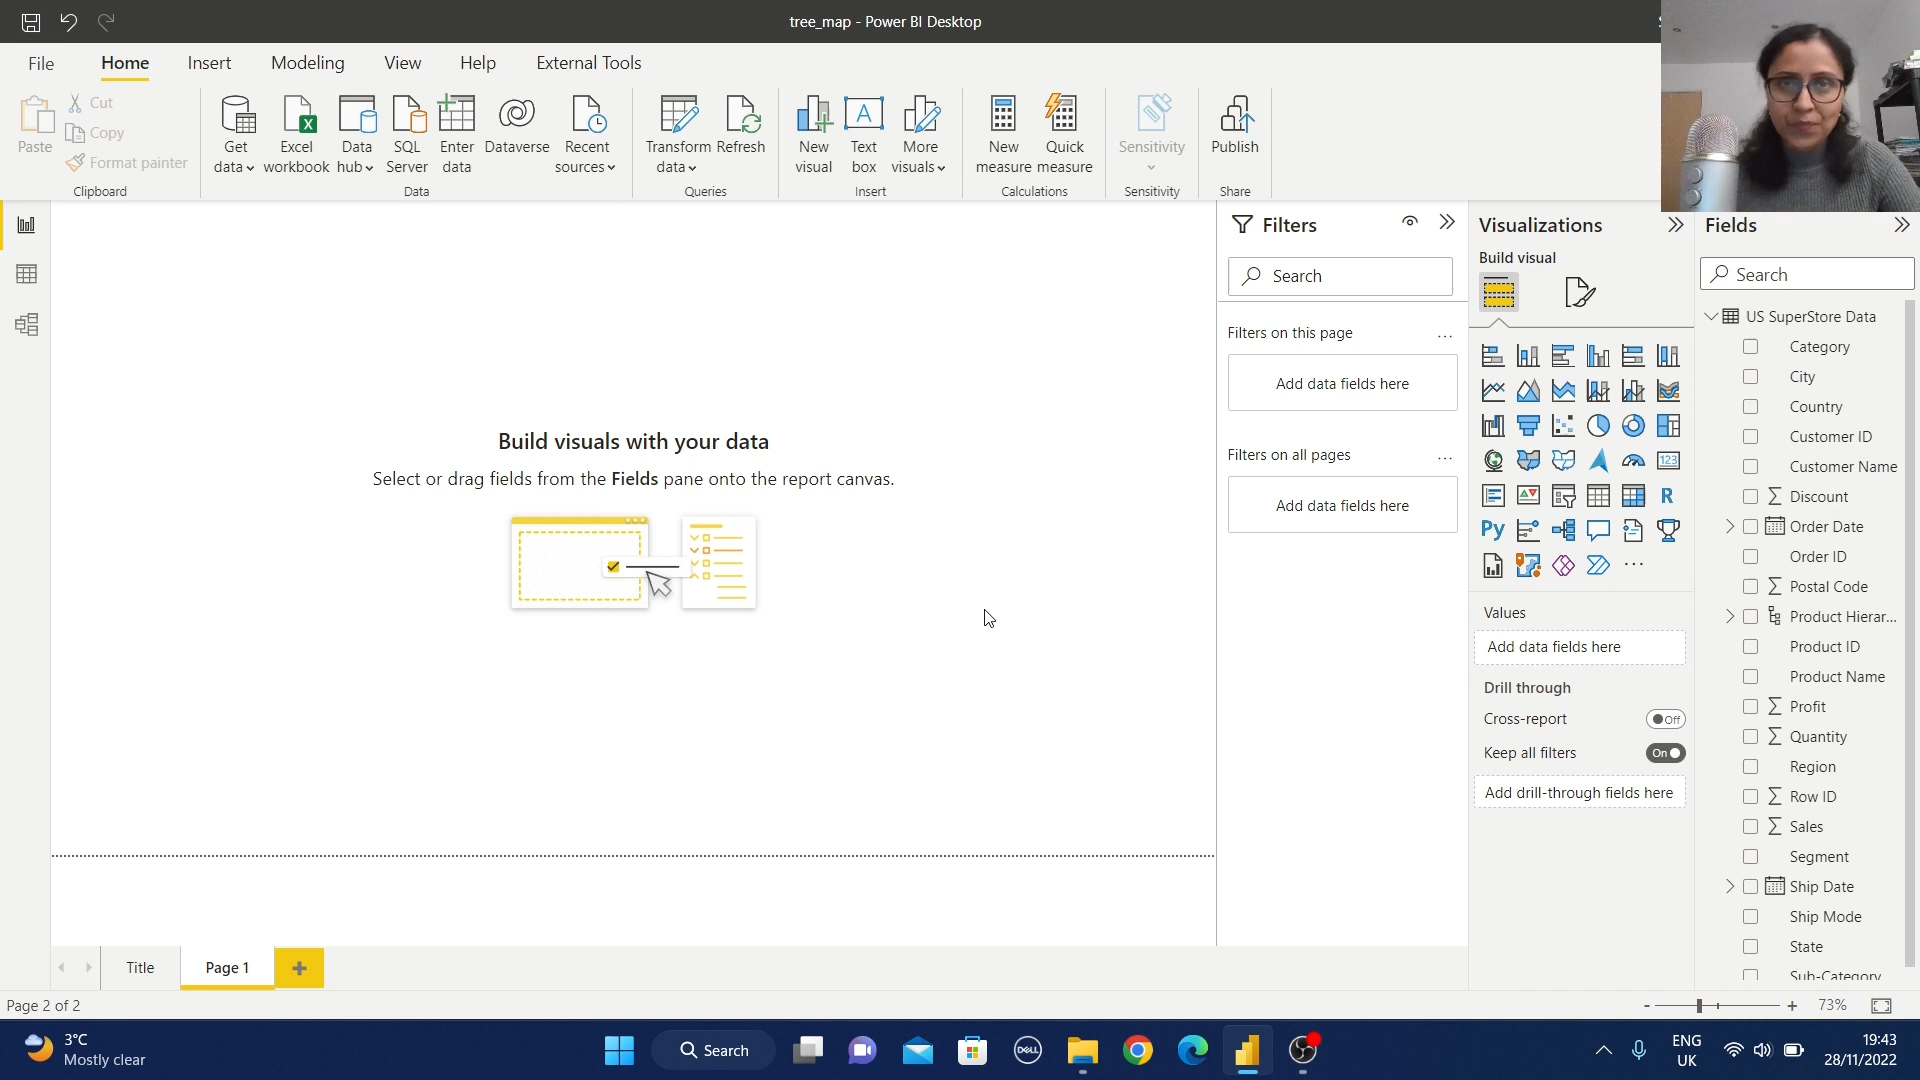 tree_map - Power BI Desktop
File
Home
Insert
Modeling
View
Help
External Tools
Paste
Cut
Copy
Format painter
Clipboard
Get data
Excel workbook
Data hub
SQL Server
Enter data
Dataverse
Recent sources
Data
Transform data
Refresh
Queries
New visual
A
Text box
More visuals
Insert
New measure
Quick measure
Calculations
Sensitivity
Sensitivity
Publish
Share
Filters
Search
Filters on this page
...
Add data fields here
Filters on all pages
...
Add data fields here
Visualizations
Build visual
123
R
Py
...
Values
Add data fields here
Drill through
Cross-report
Off
Keep all filters
On
Add drill-through fields here
Fields
Search
US SuperStore Data
Category
City
Country
Customer ID
Customer Name
Discount
Order Date
Order ID
Postal Code
Product Hierar...
Product ID
Product Name
Profit
Quantity
Region
Row ID
Sales
Segment
Ship Date
Ship Mode
State
Sub-Category
Build visuals with your data
Select or drag fields from the Fields pane onto the report canvas.
Title
Page 1
Page 2 of 2
- + 73%
3°C
Mostly clear
Search
DELL
ENG
UK
19:43
28/11/2022